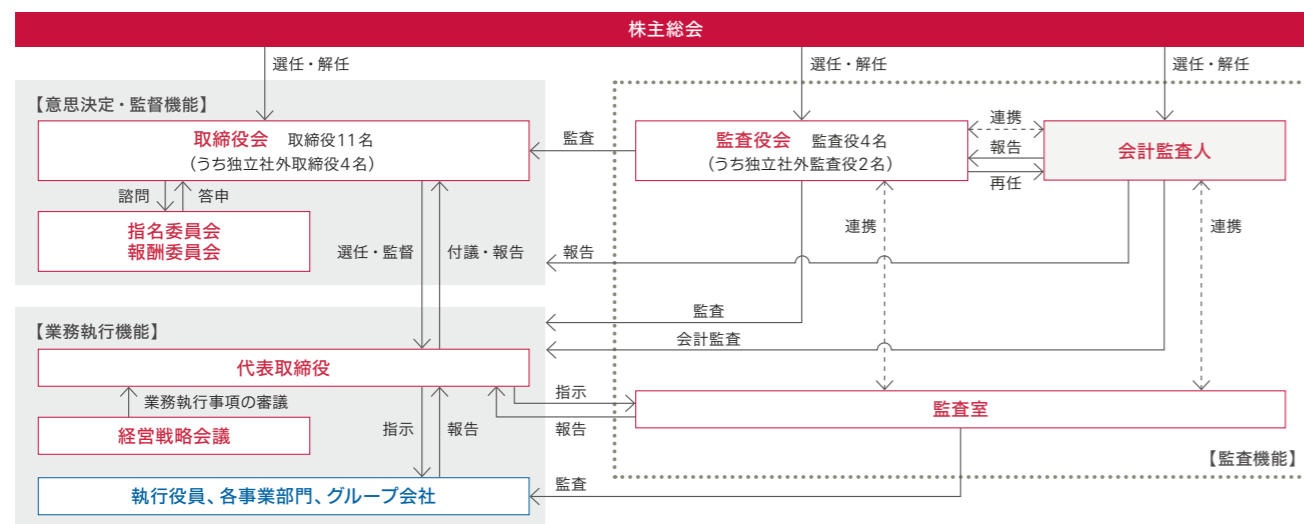 株主総会
選任・解任
選任・解任
選任・解任
【意思決定・監督機能】
取締役会 取締役11名
(うち独立社外取締役4名)
監査
監査役会 監査役4名
(うち独立社外監査役2名)
連携
報告
再任
会計監査人
諮問
答申
指名委員会
報酬委員会
選任・監督
付議・報告
報告
連携
連携
【業務執行機能】
監査
会計監査
代表取締役
業務執行事項の審議
経営戦略会議
指示
報告
指示
報告
監査室
【監査機能】
執行役員、各事業部門、グループ会社
監査